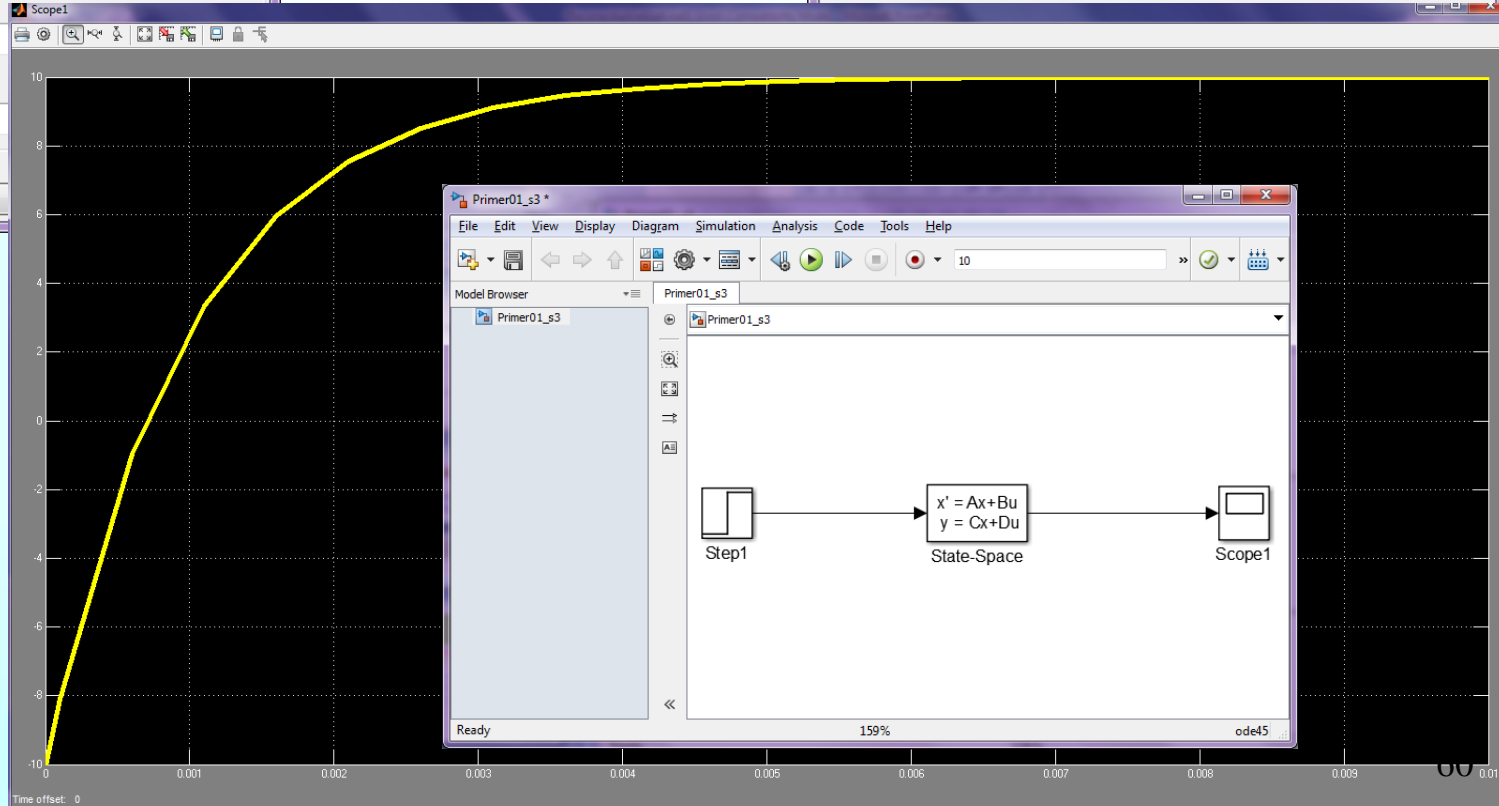 Scope1
10
8
6
4
2
0
-2
-4
-6
-8
-10
0 0.001 0.002 0.003 0.004 0.005 0.006 0.007 0.008 0.009 0.01
Time offset: 0
60
Primer01_s3 *
File Edit View Display Diagram Simulation Analysis Code Tools Help
10 »
Model Browser
Primer01_s3
Primer01_s3
Primer01_s3
x' = Ax+Bu
y = Cx+Du
Step1
State-Space
Scope1
«
Ready
159%
ode45